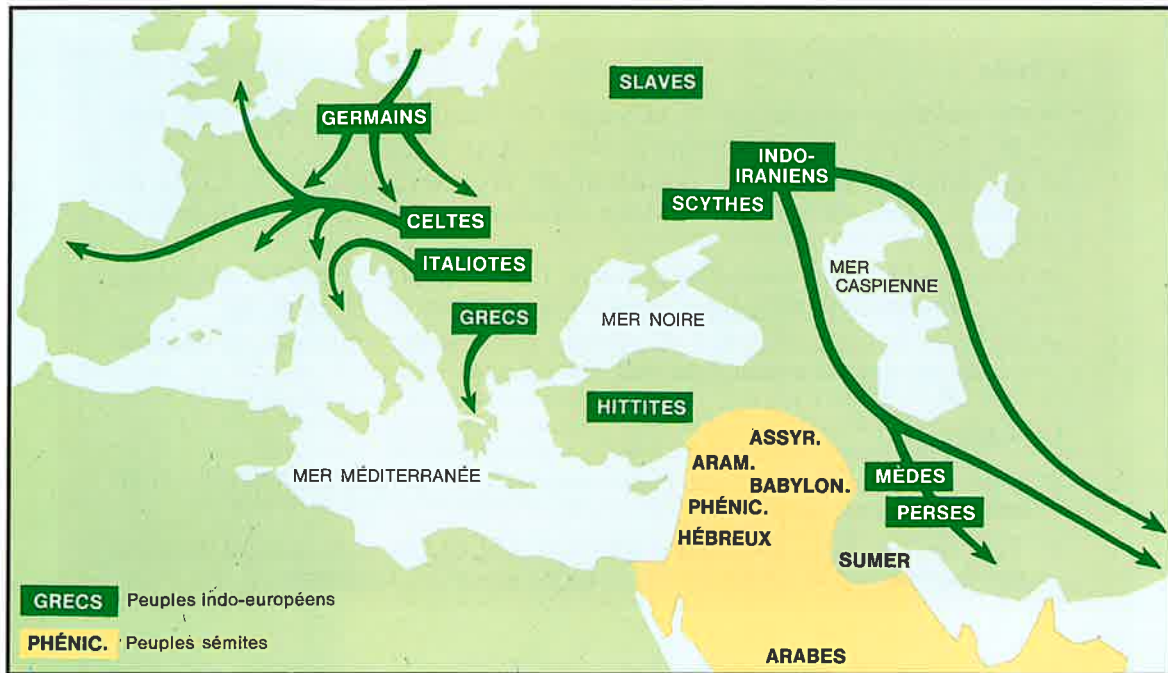 SLAVES
GERMAINS
INDO-
IRANIENS
SCYTHES
CELTES
ITALIOTES
MER
CASPIENNE
GRECS
MER NOIRE
HITTITES
ASSYR.
ARAM.
MER MÉDITERRANÉE
BABYLON.
MÈDES
PHÉNIC.
PERSES
HÉBREUX
SUMER
GRECS Peuples indo-européens
PHÉNIC. Peuples sémites
ARABES